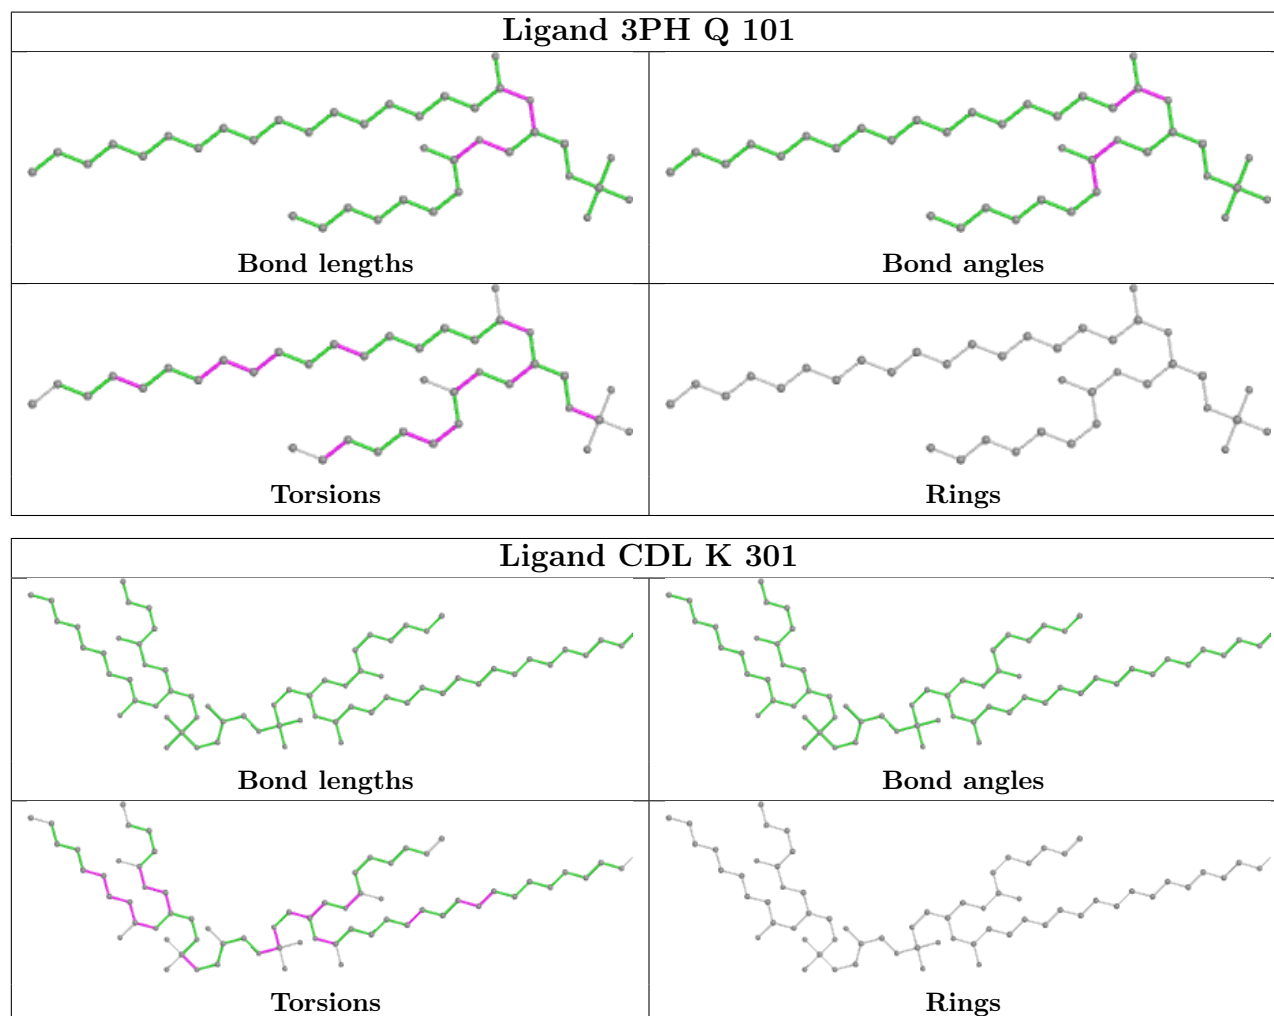 Ligand 3PH Q 101
Bond lengths
Bond angles
Torsions
Rings
Ligand CDL K 301
Bond lengths
Bond angles
Torsions
Rings